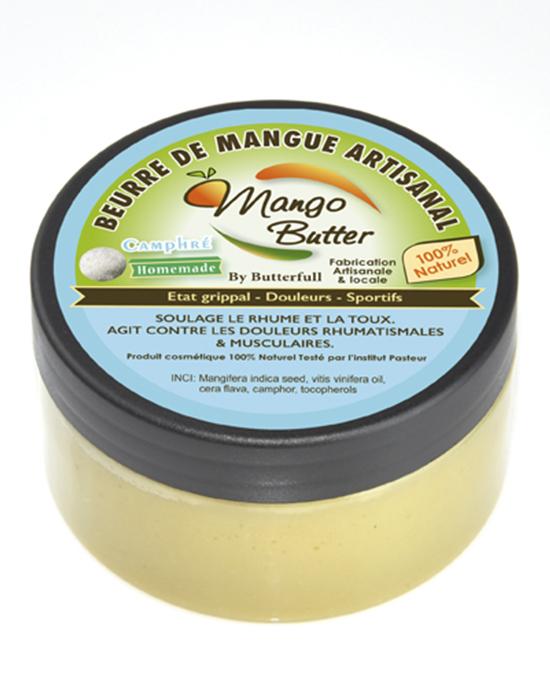 BEURRE DE MANGUE ARTISANAL
Mango
Butter
CAMPHRÉ
Homemade
By Butterfull
Fabrication
Artisanale
& locale
100%
Naturel
Etat grippal - Douleurs - Sportifs
SOULAGE LE RHUME ET LA TOUX.
AGIT CONTRE LES DOULEURS RHUMATISMALES
& MUSCULAIRES.
Produit cosmétique 100% Naturel Testé par l'institut Pasteur
INCI: Mangifera indica seed, vitis vinifera oil,
cera flava, camphor, tocopherols